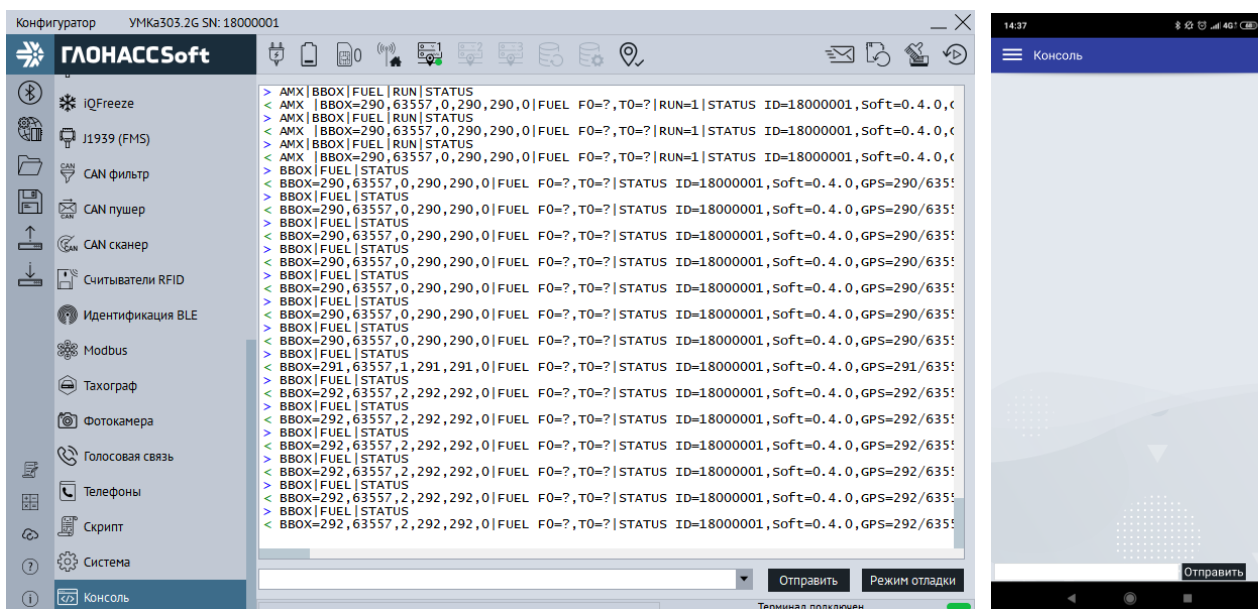 Конфигуратор УМКа303.2G SN: 18000001
ГЛОНАССSoft
0
iQFreeze
J1939 (FMS)
CAN фильтр
CAN пушер
CAN сканер
Считыватели RFID
Идентификация BLE
Modbus
Тахограф
Фотокамера
Голосовая связь
Телефоны
Скрипт
Система
Консоль
> AMX|BBOX|FUEL|RUN|STATUS
< AMX |BBOX=290,63557,0,290,290,0|FUEL F0=?,T0=?|RUN=1|STATUS ID=18000001,Soft=0.4.0,
> AMX|BBOX|FUEL|RUN|STATUS
< AMX |BBOX=290,63557,0,290,290,0|FUEL F0=?,T0=?|RUN=1|STATUS ID=18000001,Soft=0.4.0,
> AMX|BBOX|FUEL|RUN|STATUS
< AMX |BBOX=290,63557,0,290,290,0|FUEL F0=?,T0=?|RUN=1|STATUS ID=18000001,Soft=0.4.0,
> BBOX|FUEL|STATUS
< BBOX=290,63557,0,290,290,0|FUEL F0=?,T0=?|STATUS ID=18000001,Soft=0.4.0,GPS=290/635
> BBOX|FUEL|STATUS
< BBOX=290,63557,0,290,290,0|FUEL F0=?,T0=?|STATUS ID=18000001,Soft=0.4.0,GPS=290/635
> BBOX|FUEL|STATUS
< BBOX=290,63557,0,290,290,0|FUEL F0=?,T0=?|STATUS ID=18000001,Soft=0.4.0,GPS=290/635
> BBOX|FUEL|STATUS
< BBOX=290,63557,0,290,290,0|FUEL F0=?,T0=?|STATUS ID=18000001,Soft=0.4.0,GPS=290/635
> BBOX|FUEL|STATUS
< BBOX=290,63557,0,290,290,0|FUEL F0=?,T0=?|STATUS ID=18000001,Soft=0.4.0,GPS=290/635
> BBOX|FUEL|STATUS
< BBOX=290,63557,0,290,290,0|FUEL F0=?,T0=?|STATUS ID=18000001,Soft=0.4.0,GPS=290/635
> BBOX|FUEL|STATUS
< BBOX=290,63557,0,290,290,0|FUEL F0=?,T0=?|STATUS ID=18000001,Soft=0.4.0,GPS=290/635
> BBOX|FUEL|STATUS
< BBOX=291,63557,1,291,291,0|FUEL F0=?,T0=?|STATUS ID=18000001,Soft=0.4.0,GPS=291/635
> BBOX|FUEL|STATUS
< BBOX=292,63557,2,292,292,0|FUEL F0=?,T0=?|STATUS ID=18000001,Soft=0.4.0,GPS=292/635
> BBOX|FUEL|STATUS
< BBOX=292,63557,2,292,292,0|FUEL F0=?,T0=?|STATUS ID=18000001,Soft=0.4.0,GPS=292/635
> BBOX|FUEL|STATUS
< BBOX=292,63557,2,292,292,0|FUEL F0=?,T0=?|STATUS ID=18000001,Soft=0.4.0,GPS=292/635
> BBOX|FUEL|STATUS
< BBOX=292,63557,2,292,292,0|FUEL F0=?,T0=?|STATUS ID=18000001,Soft=0.4.0,GPS=292/635
> BBOX|FUEL|STATUS
< BBOX=292,63557,2,292,292,0|FUEL F0=?,T0=?|STATUS ID=18000001,Soft=0.4.0,GPS=292/635
> BBOX|FUEL|STATUS
< BBOX=292,63557,2,292,292,0|FUEL F0=?,T0=?|STATUS ID=18000001,Soft=0.4.0,GPS=292/635
Отправить
Режим отладки
Терминал подключен
14:37
4G
Консоль
Отправить